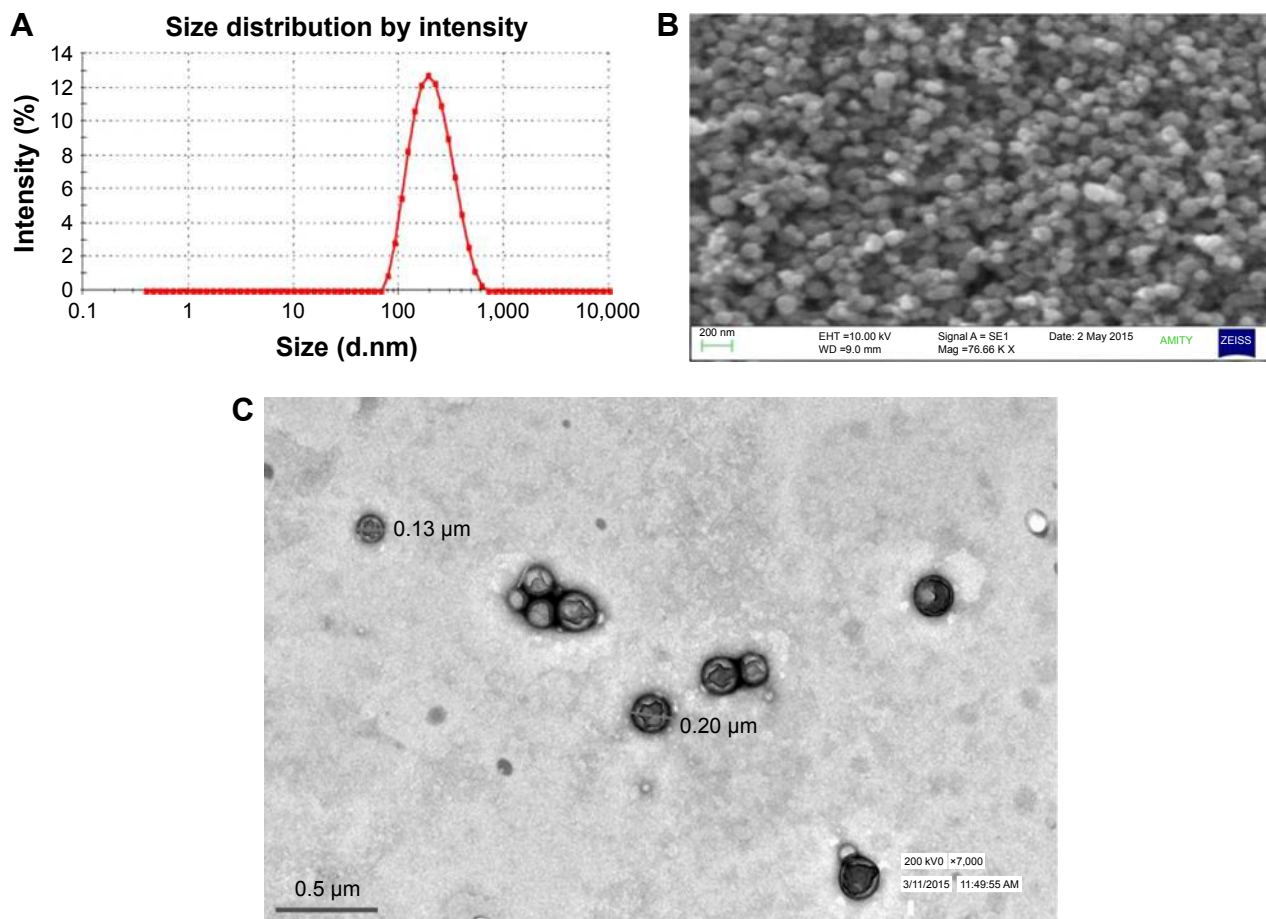 A
Size distribution by intensity
14
12
10
8
6
4
2
0
Intensity (%)
0.1 1 10 100 1,000 10,000
Size (d.nm)
B
200 nm
EHT =10.00 kV Signal A = SE1 Date: 2 May 2015 AMITY ZEISS
WD =9.0 mm Mag =76.66 K X
C
0.13 µm
0.20 µm
0.5 µm
200 kV0 ×7,000
3/11/2015 11:49:55 AM